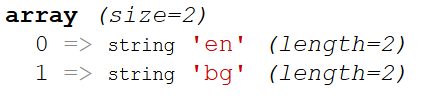 array (size=2)
0 => string 'en' (length=2)
1 => string 'bg' (length=2)